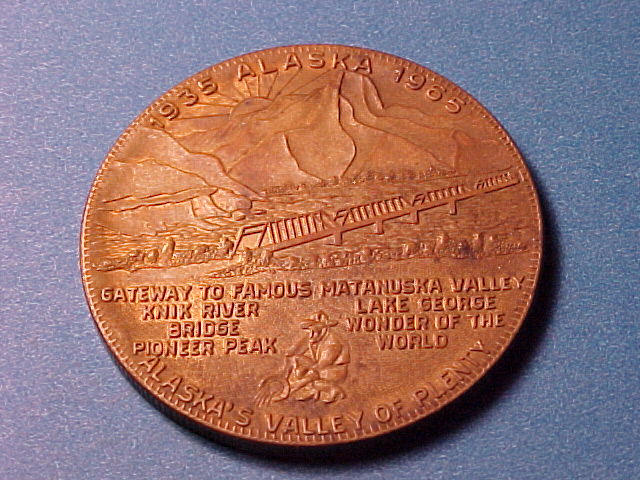 1935 ALASKA 1965
GATEWAY TO FAMOUS MATANUSKA VALLEY
KNIK RIVER
BRIDGE
PIONEER PEAK
LAKE GEORGE
WONDER OF THE
WORLD
ALASKA'S VALLEY OF PLENTY